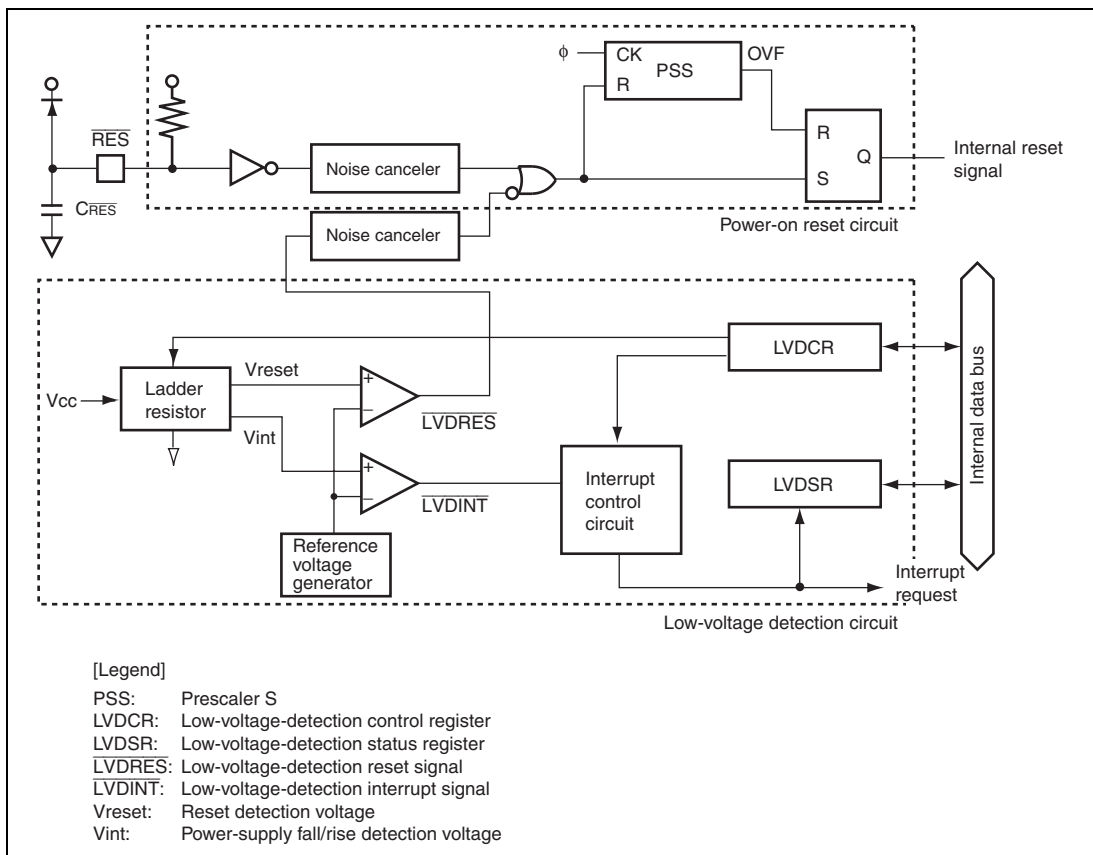 φ
CK
PSS
OVF
R
RES
Noise canceler
R
Q
S
Internal reset
signal
CRES
Noise canceler
Power-on reset circuit
LVDCR
Vreset
Ladder
resistor
Vcc
+
−
LVDRES
Vint
+
−
LVDINT
Interrupt
control
circuit
LVDSR
Internal data bus
Reference
voltage
generator
Interrupt
request
Low-voltage detection circuit
[Legend]
PSS: Prescaler S
LVDCR: Low-voltage-detection control register
LVDSR: Low-voltage-detection status register
LVDRES: Low-voltage-detection reset signal
LVDINT: Low-voltage-detection interrupt signal
Vreset: Reset detection voltage
Vint: Power-supply fall/rise detection voltage